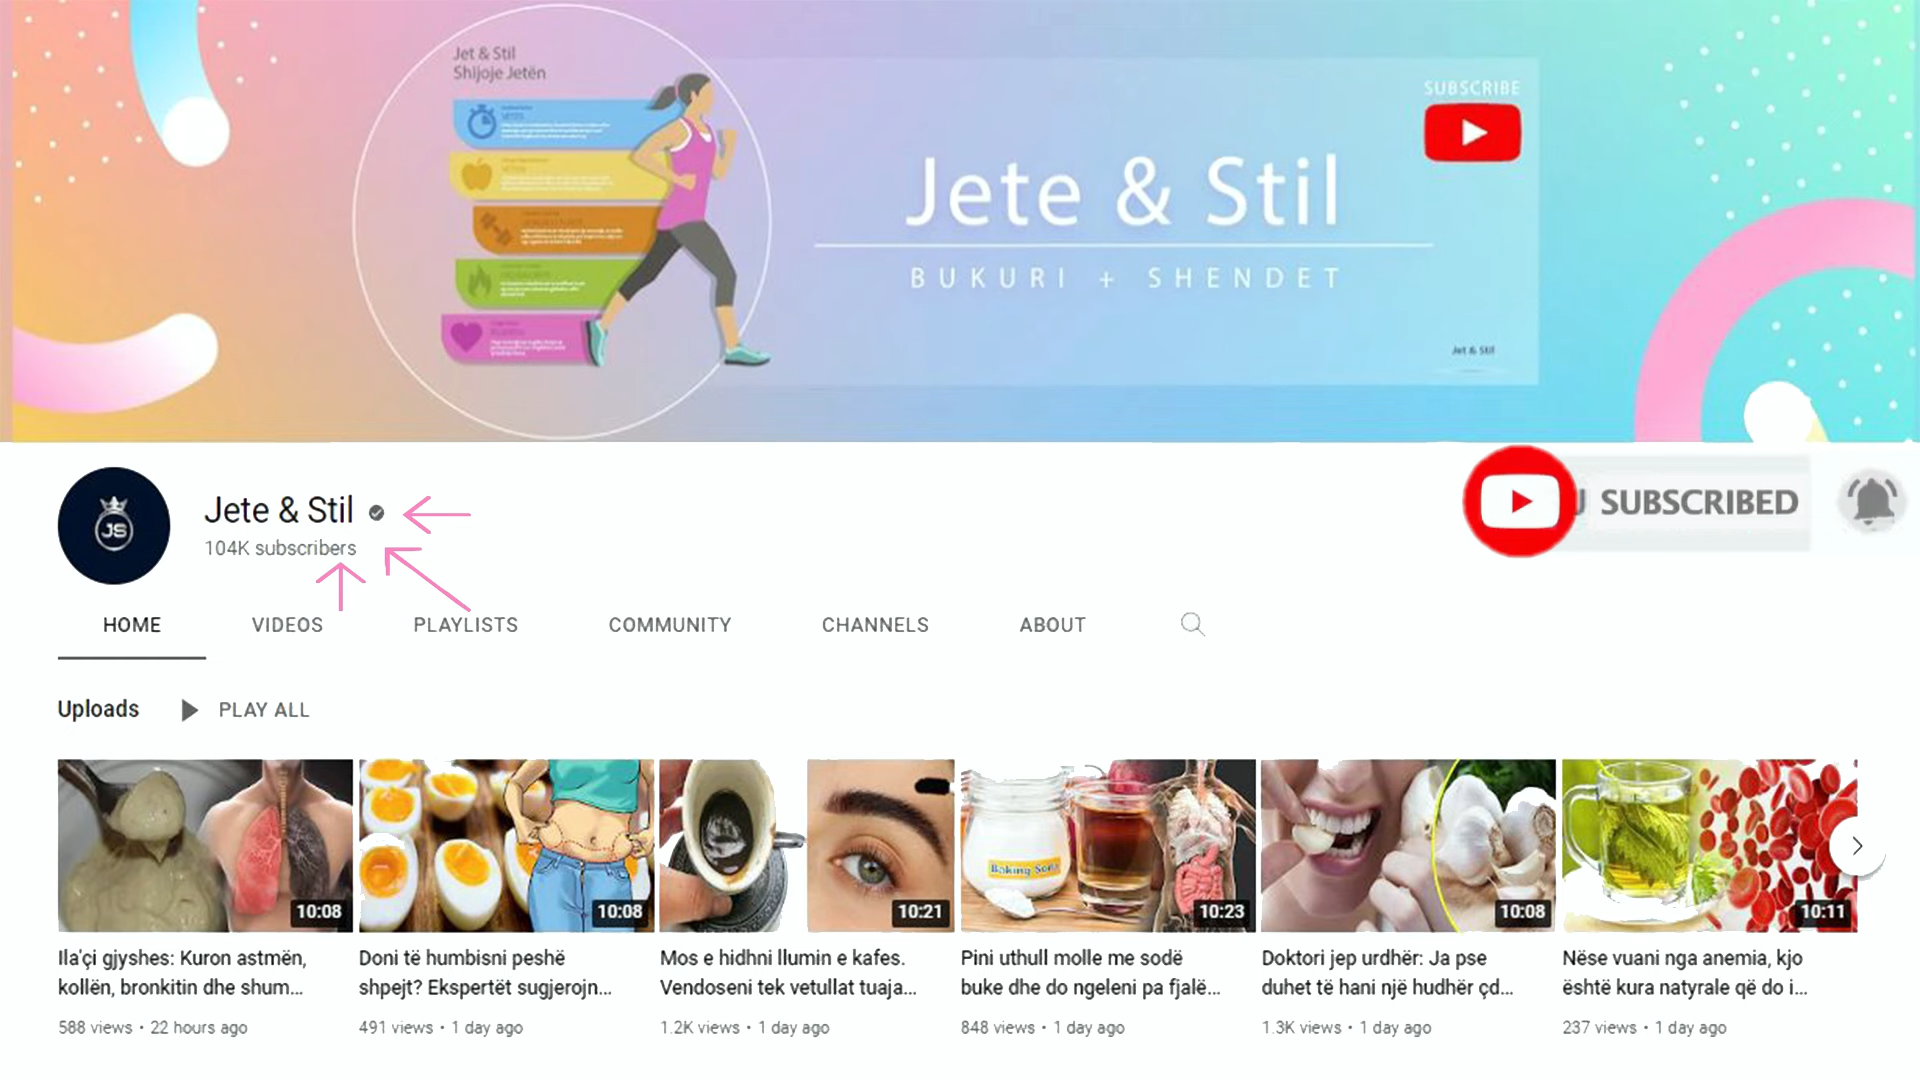 Jet & Stil
Shijoje Jetën
SUBSCRIBE
Jete & Stil
BUKURI + SHENDET
Jet & Stil
JS
Jete & Stil
104K subscribers
SUBSCRIBED
HOME VIDEOS PLAYLISTS COMMUNITY CHANNELS ABOUT
Uploads PLAY ALL
Baking Soda
10:08
10:08
10:21
10:23
10:08
10:11
Ila'çi gjyshes: Kuron astmën,
kollën, bronkitin dhe shum...
588 views • 22 hours ago
Doni të humbisni peshë
shpejt? Ekspertët sugjerojn...
491 views • 1 day ago
Mos e hidhni llumin e kafes.
Vendoseni tek vetullat tuaja...
1.2K views • 1 day ago
Pini uthull molle me sodë
buke dhe do ngeleni pa fjalë...
848 views • 1 day ago
Doktori jep urdhër: Ja pse
duhet të hani një hudhër çd...
1.3K views • 1 day ago
Nëse vuani nga anemia, kjo
është kura natyrale që do i...
237 views • 1 day ago